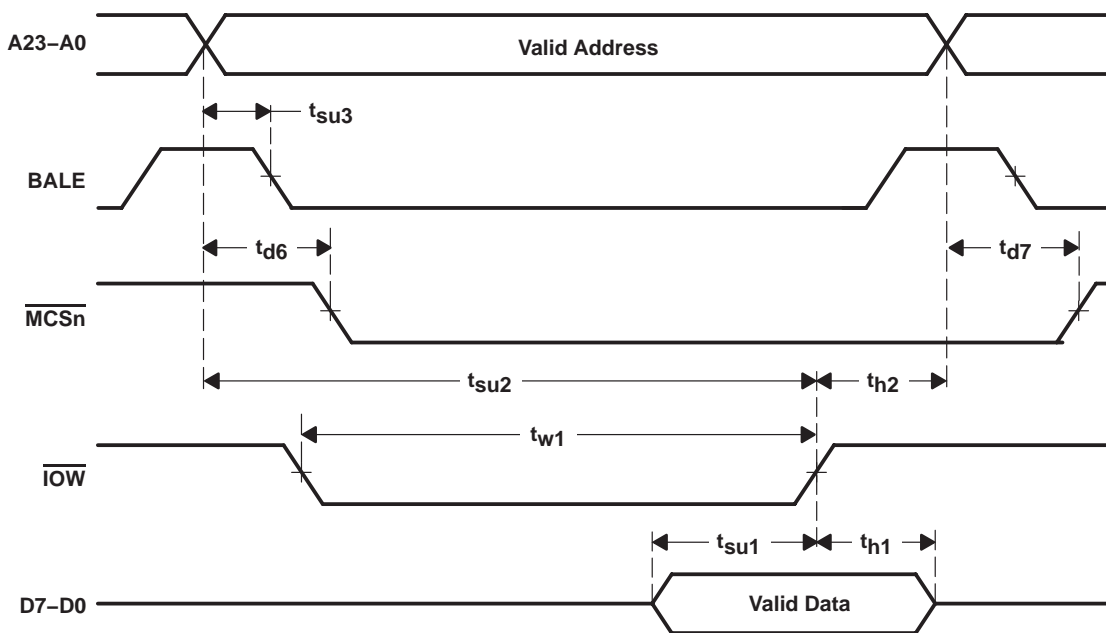 A23–A0
Valid Address
tsu3
BALE
td6
td7
MCSn
tsu2
th2
tw1
IOW
tsu1
th1
D7–D0
Valid Data